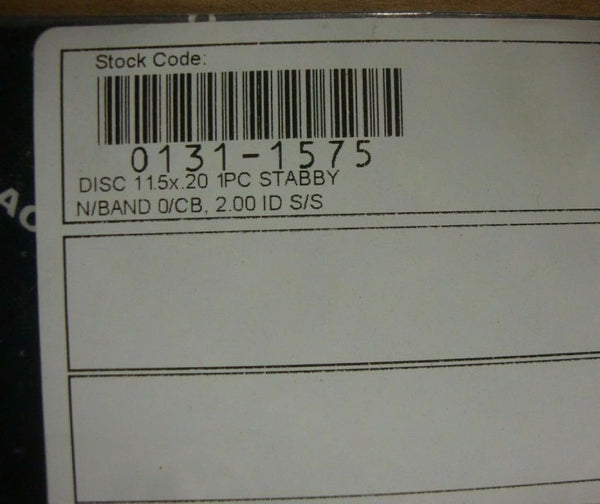 Stock Code:
0131-1575
DISC 11.5x.20 1PC STABBY
N/BAND 0/CB, 2.00 ID S/S